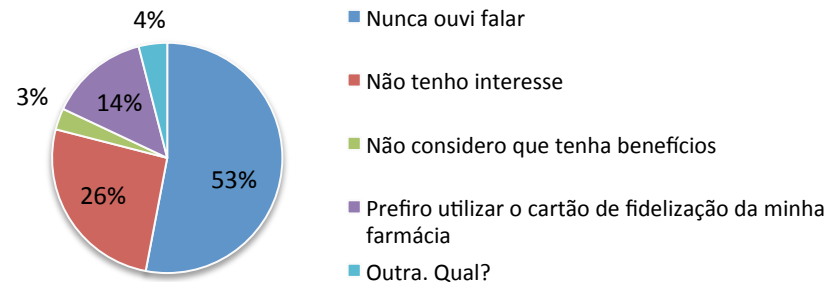 4%
3%
14%
26%
53%
Nunca ouvi falar
Não tenho interesse
Não considero que tenha benefícios
Prefiro utilizar o cartão de fidelização da minha
farmácia
Outra. Qual?